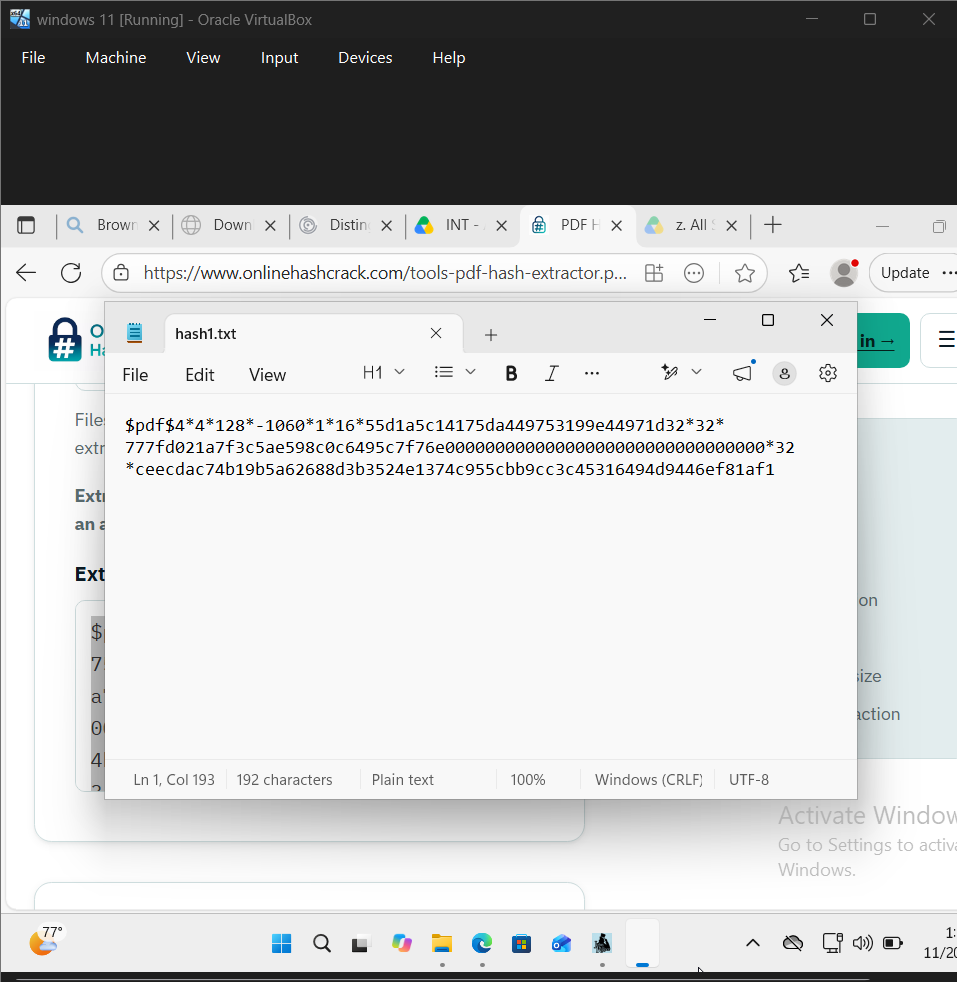 windows 11 [Running] - Oracle VirtualBox
File Machine View Input Devices Help
Brown Down Distin INT - PDF H z. All S
https://www.onlinehashcrack.com/tools-pdf-hash-extractor.p... Update
hash1.txt
in →
File Edit View H1 B I
$pdf$4*4*128*-1060*1*16*55d1a5c14175da449753199e44971d32*32*
777fd021a7f3c5ae598c0c6495c7f76e00000000000000000000000000000000*32
*ceecdac74b19b5a62688d3b3524e1374c955cbb9cc3c45316494d9446ef81af1
Files
extr
Extr
an a
Ext
on
size
action
Ln 1, Col 193 192 characters Plain text 100% Windows (CRLF) UTF-8
Activate Window
Go to Settings to activa
Windows.
77°
11/20